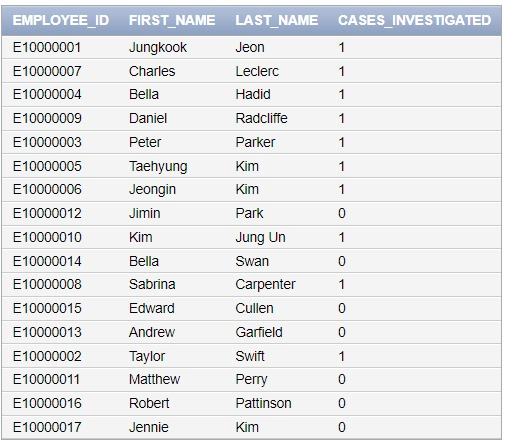 EMPLOYEE_ID FIRST_NAME LAST_NAME CASES_INVESTIGATED
E10000001 Jungkook Jeon 1
E10000007 Charles Leclerc 1
E10000004 Bella Hadid 1
E10000009 Daniel Radcliffe 1
E10000003 Peter Parker 1
E10000005 Taehyung Kim 1
E10000006 Jeongin Kim 1
E10000012 Jimin Park 0
E10000010 Kim Jung Un 1
E10000014 Bella Swan 0
E10000008 Sabrina Carpenter 1
E10000015 Edward Cullen 0
E10000013 Andrew Garfield 0
E10000002 Taylor Swift 1
E10000011 Matthew Perry 0
E10000016 Robert Pattinson 0
E10000017 Jennie Kim 0